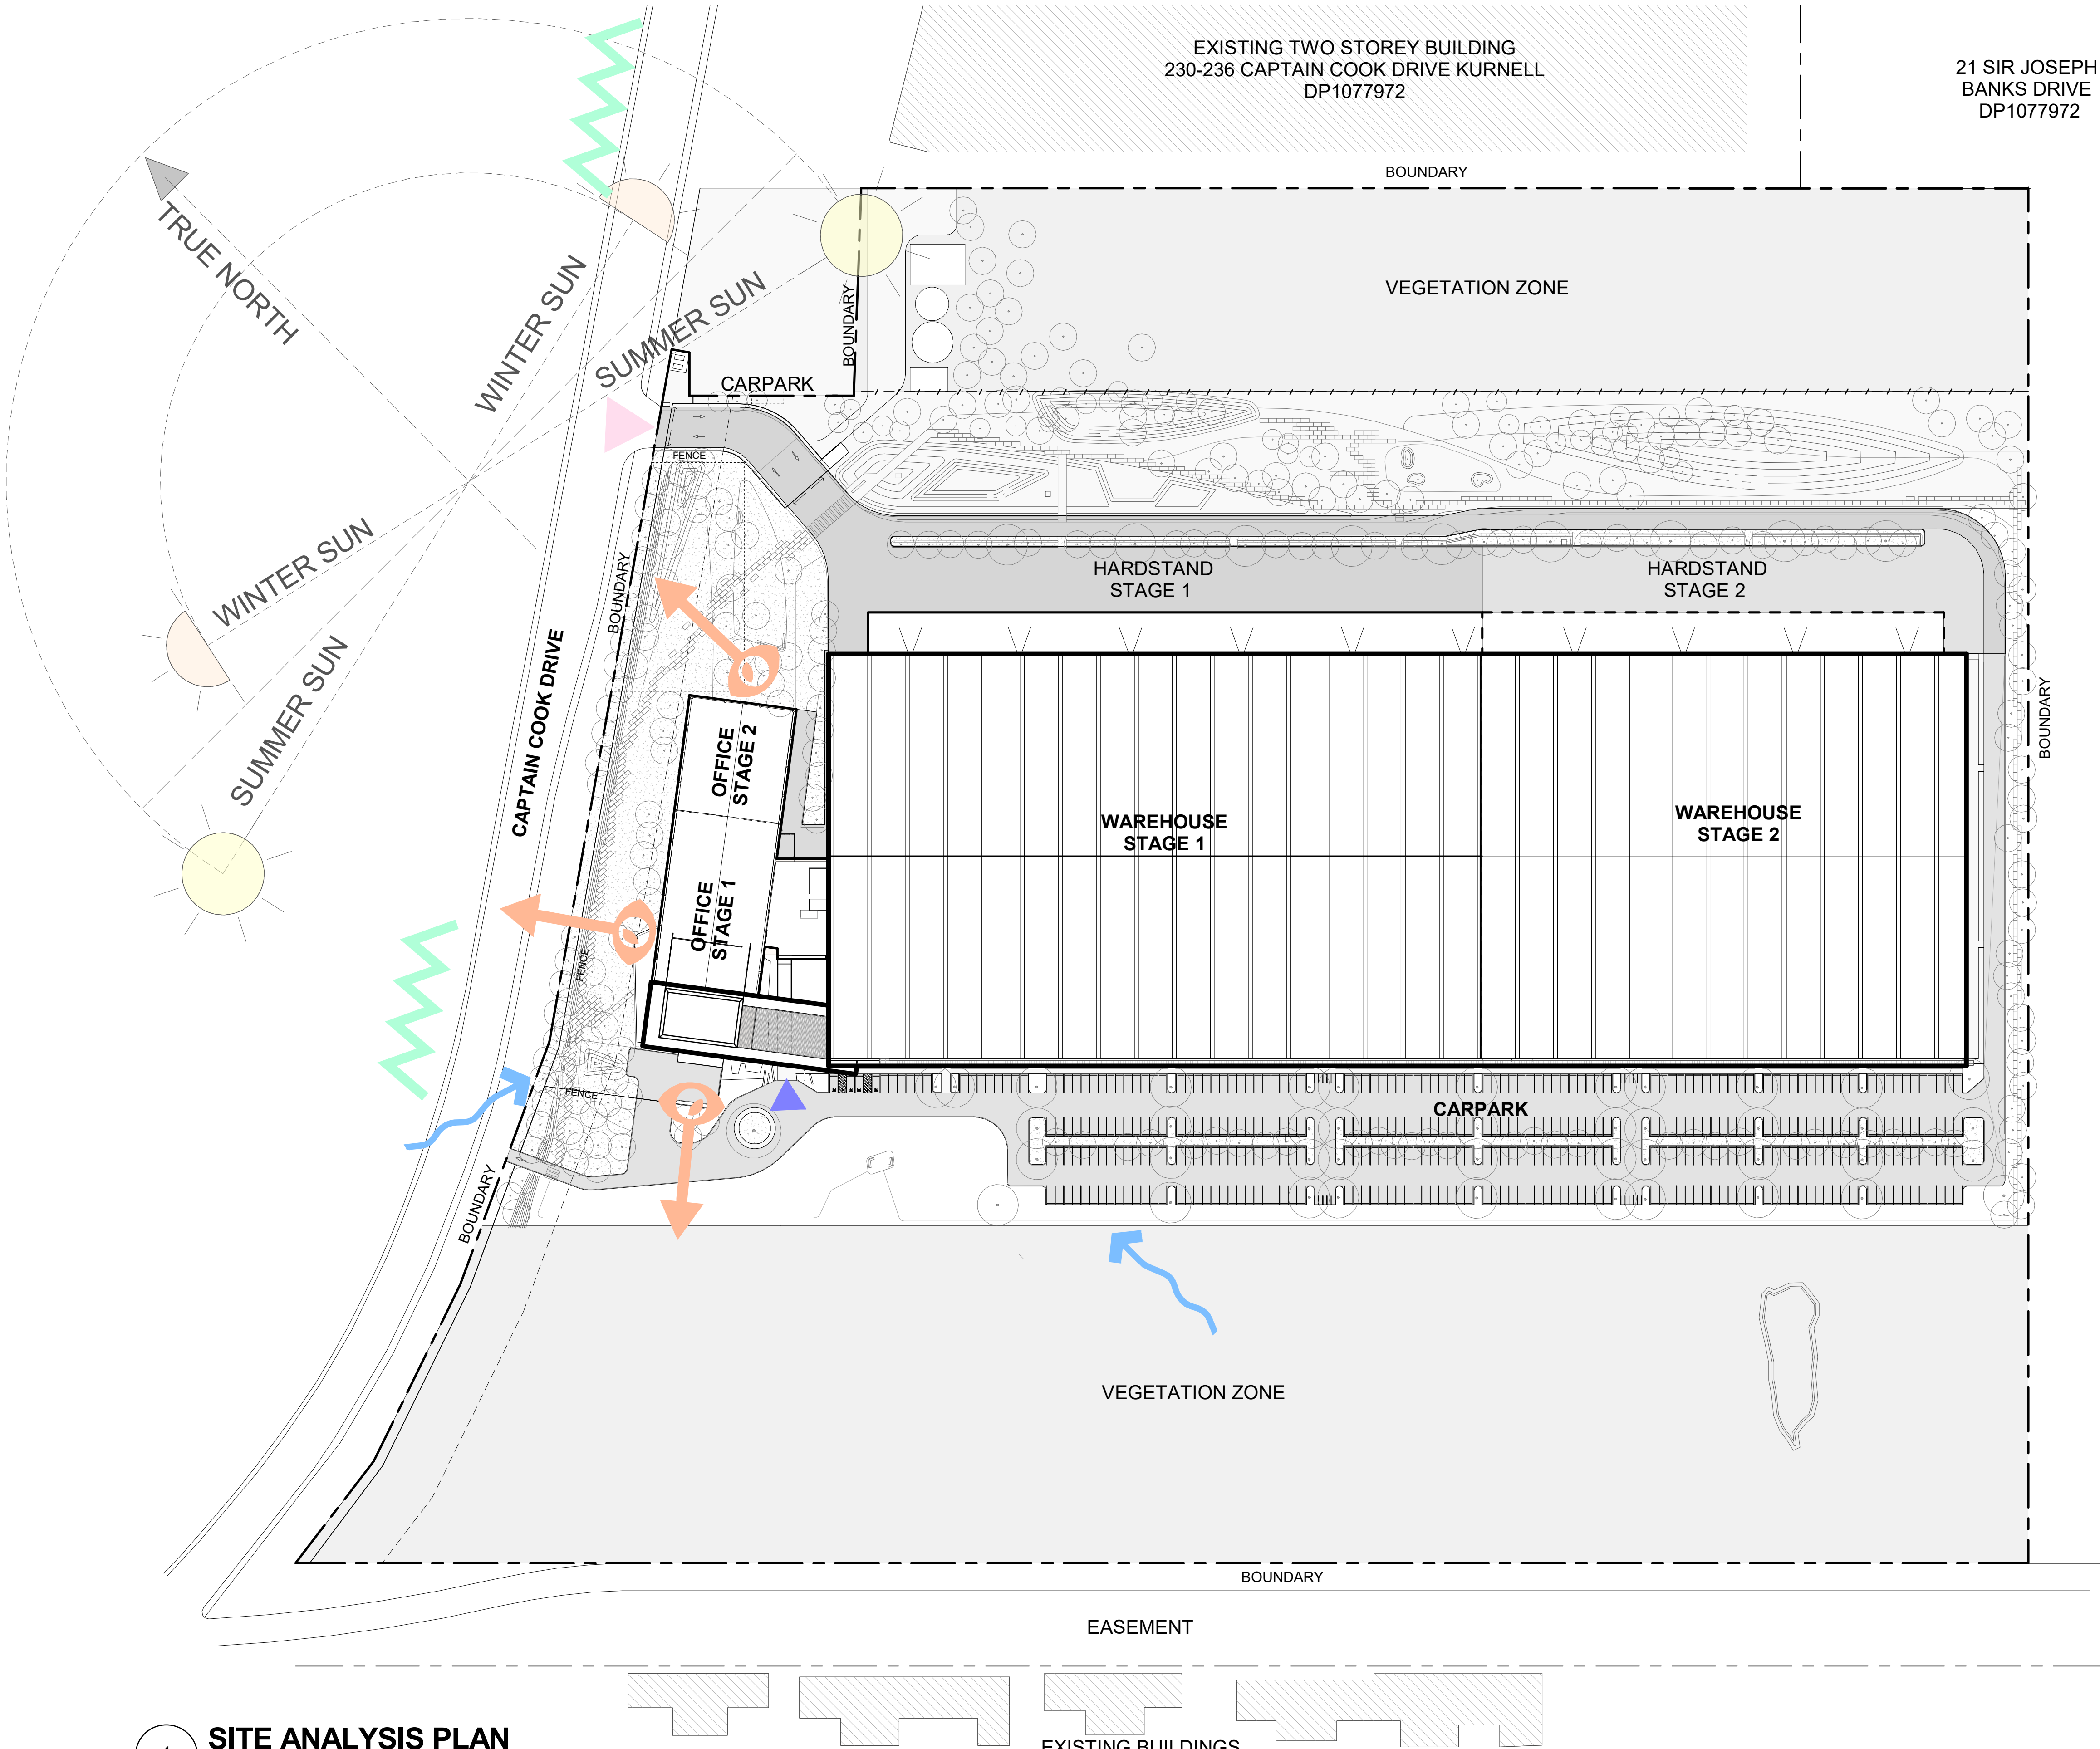 EXISTING TWO STOREY BUILDING
230-236 CAPTAIN COOK DRIVE KURNELL
DP1077972
21 SIR JOSEPH
BANKS DRIVE
DP1077972
BOUNDARY
TRUE NORTH
WINTER SUN
SUMMER SUN
VEGETATION ZONE
BOUNDARY
CARPARK
FENCE
WINTER SUN
SUMMER SUN
BOUNDARY
CAPTAIN COOK DRIVE
HARDSTAND
STAGE 1
HARDSTAND
STAGE 2
BOUNDARY
OFFICE
STAGE 2
WAREHOUSE
STAGE 1
WAREHOUSE
STAGE 2
OFFICE
STAGE 1
FENCE
FENCE
CARPARK
BOUNDARY
VEGETATION ZONE
BOUNDARY
EASEMENT
SITE ANALYSIS PLAN
EXISTING BUILDINGS